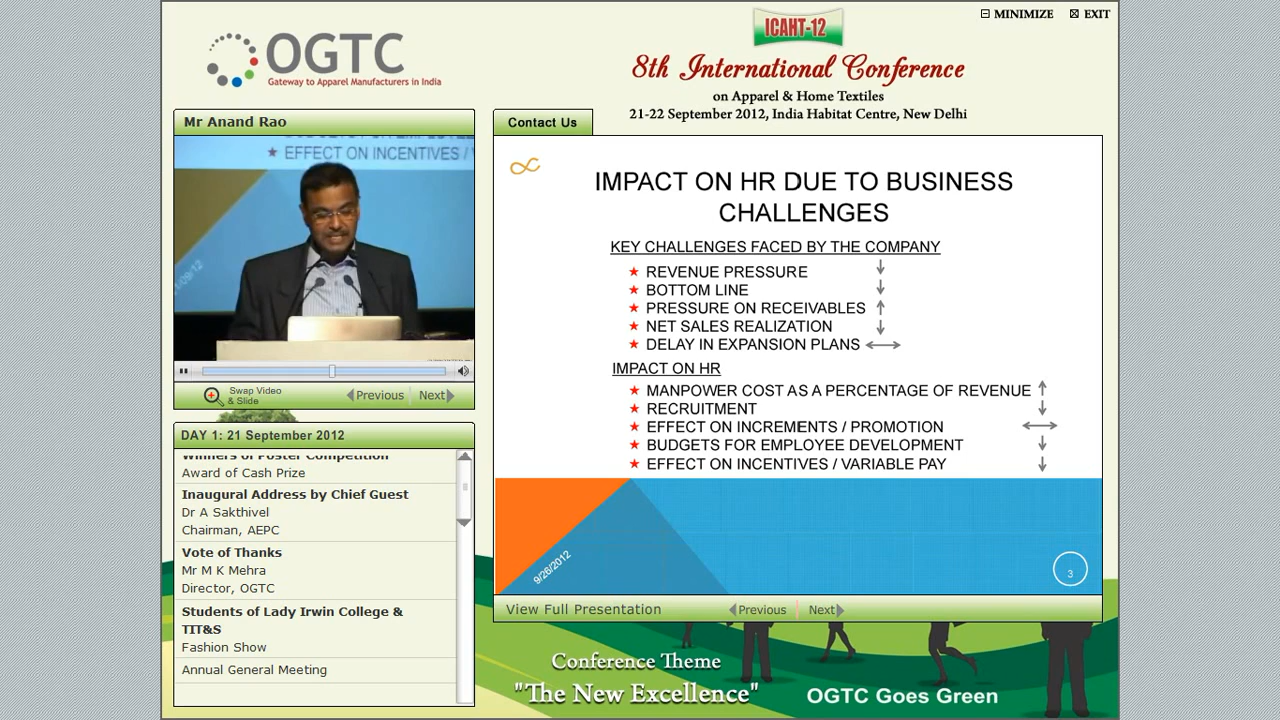 MINIMIZE EXIT
OGTC
Gateway to Apparel Manufacturers in India
ICAHT-12
8th International Conference
on Apparel & Home Textiles
21-22 September 2012, India Habitat Centre, New Delhi
Mr Anand Rao
EFFECT ON INCENTIVES /
Swap Video
& Slide
Previous
Next
DAY 1: 21 September 2012
Winners of Poster Competition
Award of Cash Prize
Inaugural Address by Chief Guest
Dr A Sakthivel
Chairman, AEPC
Vote of Thanks
Mr M K Mehra
Director, OGTC
Students of Lady Irwin College &
TIT&S
Fashion Show
Annual General Meeting
Contact Us
IMPACT ON HR DUE TO BUSINESS
CHALLENGES
KEY CHALLENGES FACED BY THE COMPANY
REVENUE PRESSURE
BOTTOM LINE
PRESSURE ON RECEIVABLES
NET SALES REALIZATION
DELAY IN EXPANSION PLANS
IMPACT ON HR
MANPOWER COST AS A PERCENTAGE OF REVENUE
RECRUITMENT
EFFECT ON INCREMENTS / PROMOTION
BUDGETS FOR EMPLOYEE DEVELOPMENT
EFFECT ON INCENTIVES / VARIABLE PAY
9/26/2012
3
View Full Presentation
Previous
Next
Conference Theme
"The New Excellence"
OGTC Goes Green